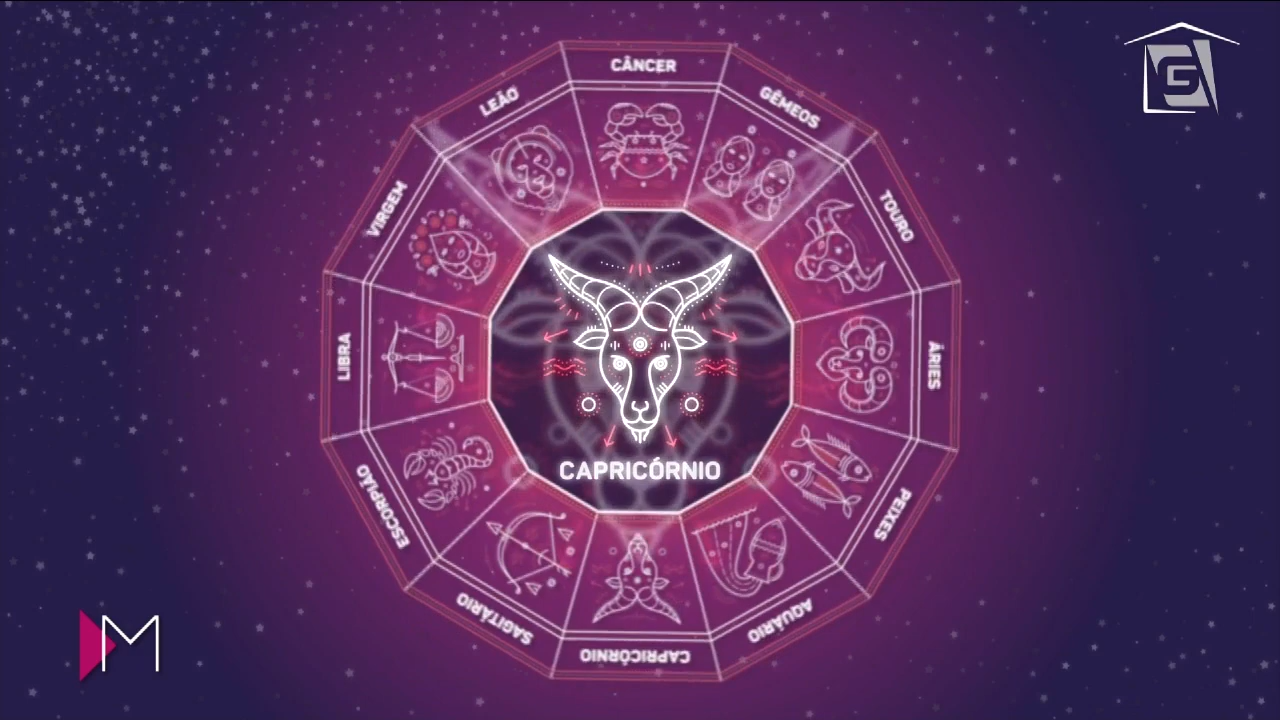 CÂNCER
GÊMEOS
TOURO
ÁRIES
PEIXES
AQUÁRIO
CAPRICÓRNIO
SAGITÁRIO
ESCORPIÃO
LIBRA
VIRGEM
LEÃO
CAPRICÓRNIO
G
M